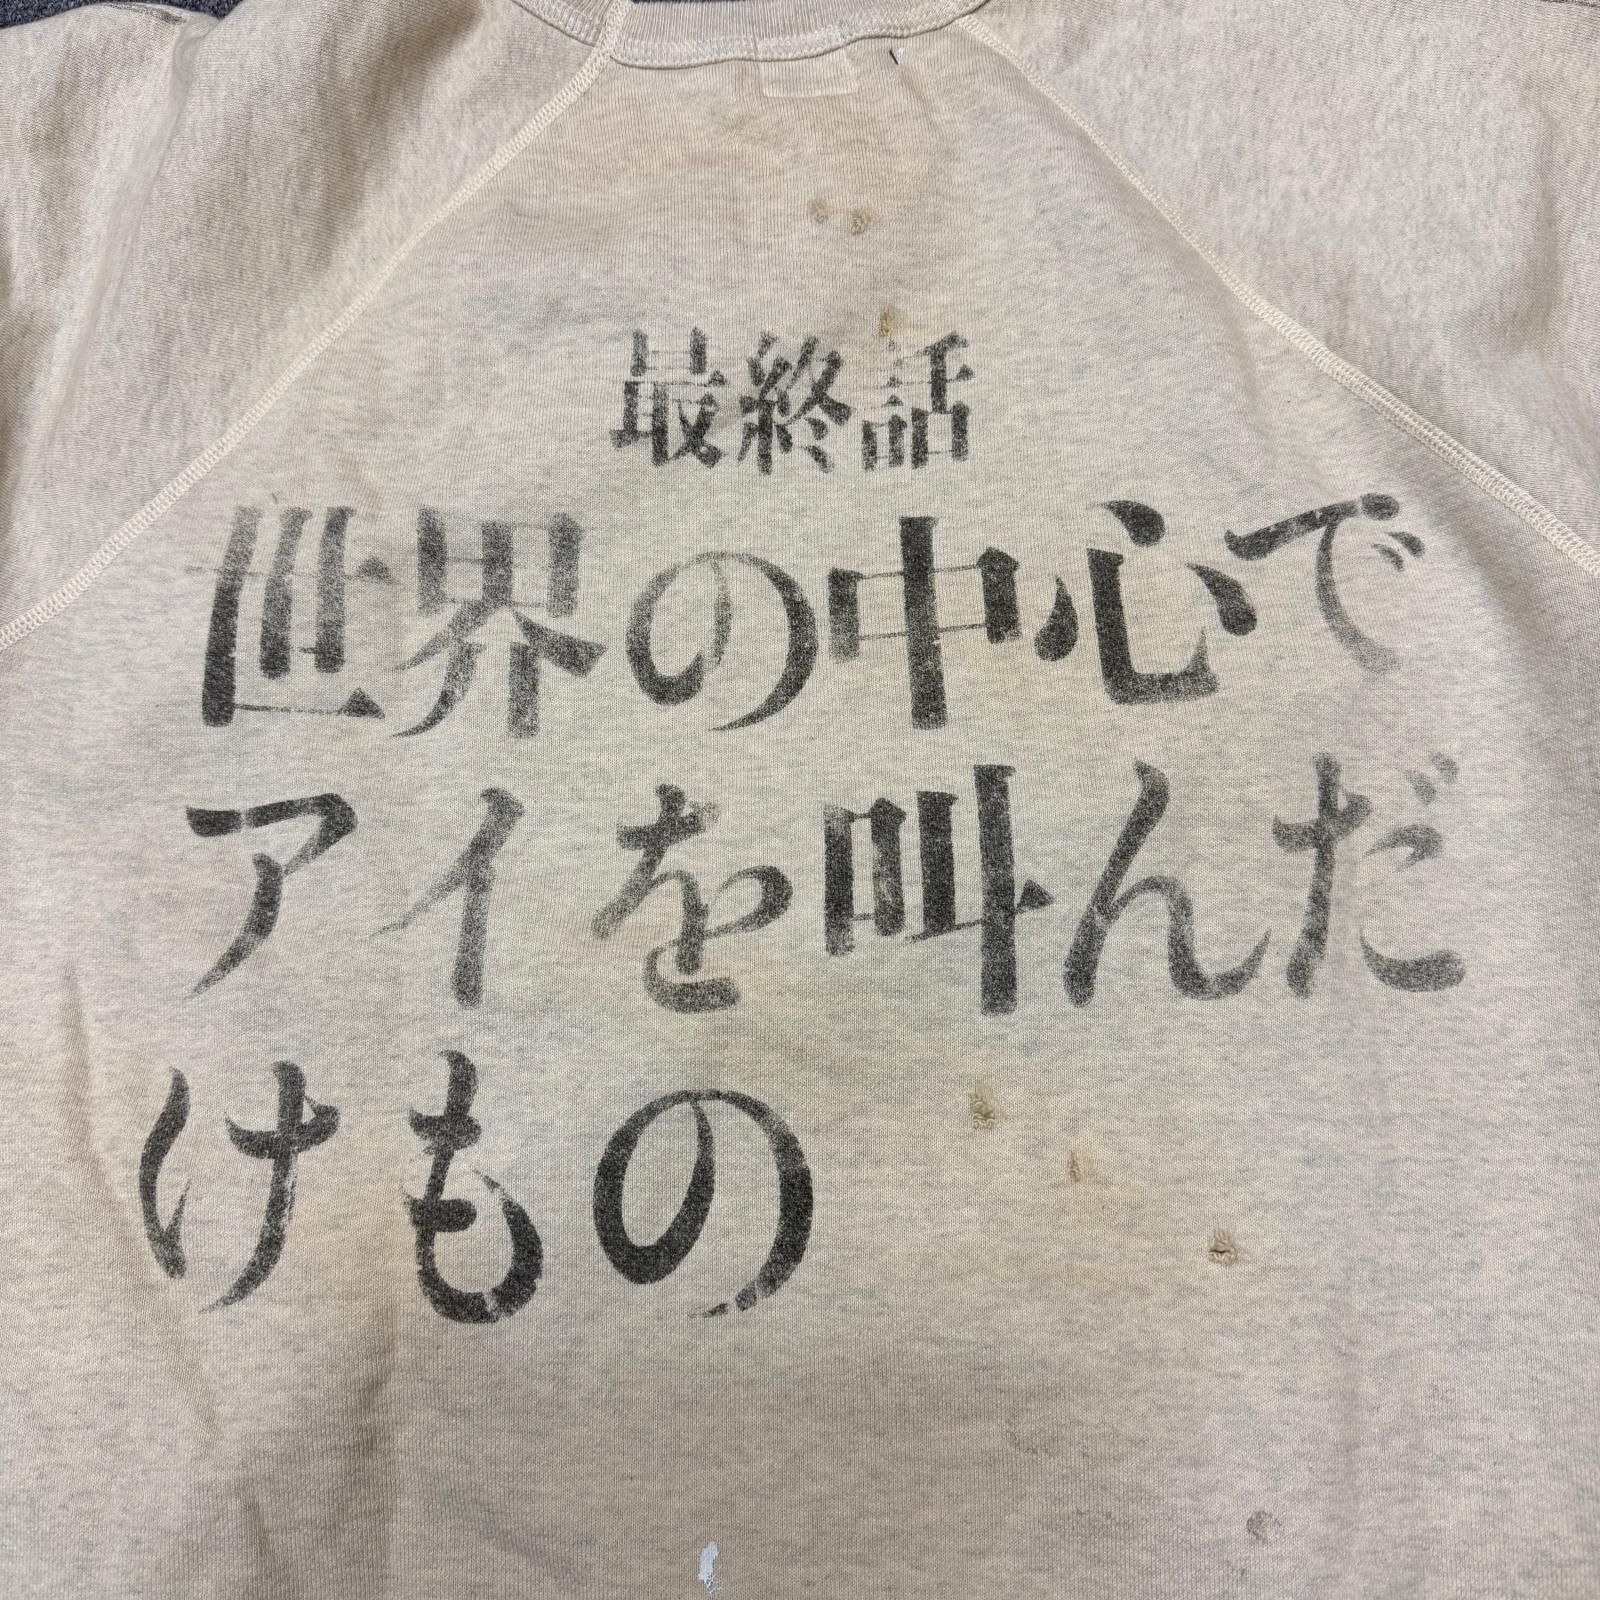 最終話
世界の中心で
アイを叫んだ
けもの